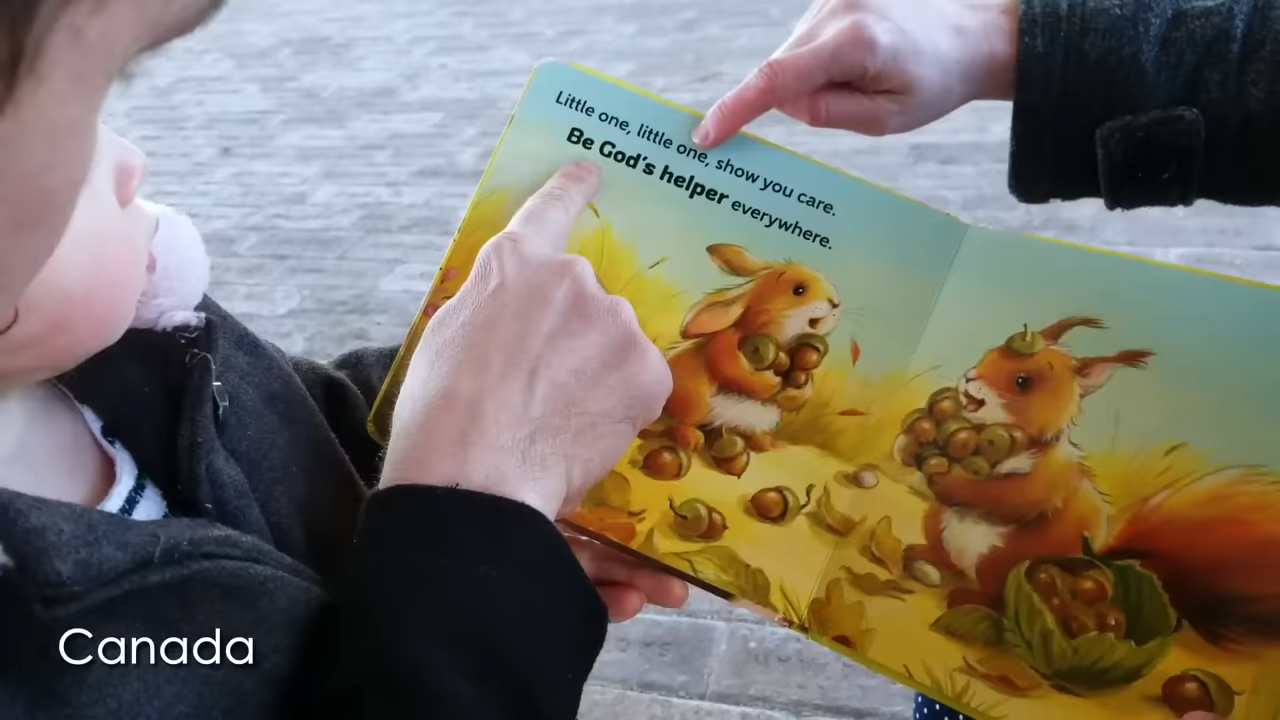 Little one, little one, show you care.
Be God's helper everywhere.
Canada